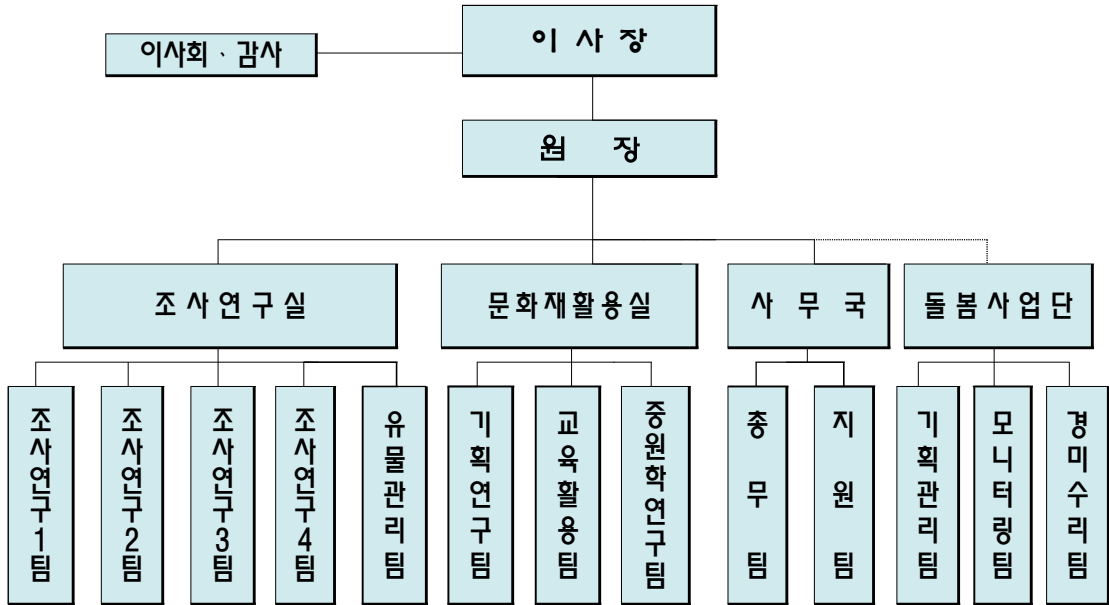 이 사 장
이사회 · 감사
원 장
조사연구실
문화재활용실
사 무 국
돌봄사업단
조사연구1팀
조사연구2팀
조사연구3팀
조사연구4팀
유물관리팀
기획연구팀
교육활용팀
중원학연구팀
총 무 팀
지 원 팀
기획관리팀
모니터링팀
경미수리팀